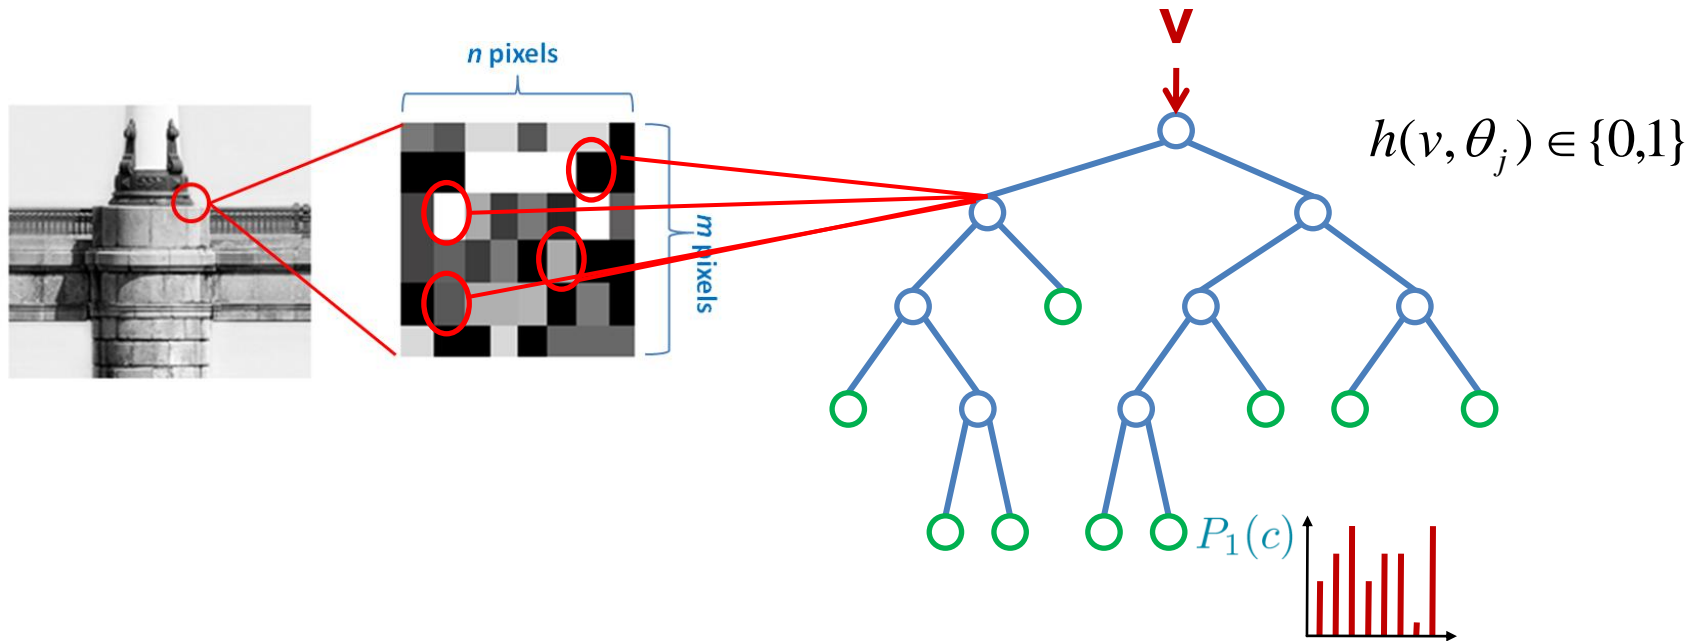 n pixels
m pixels
v
h(v, θ_j) ∈ {0,1}
P_1(c)